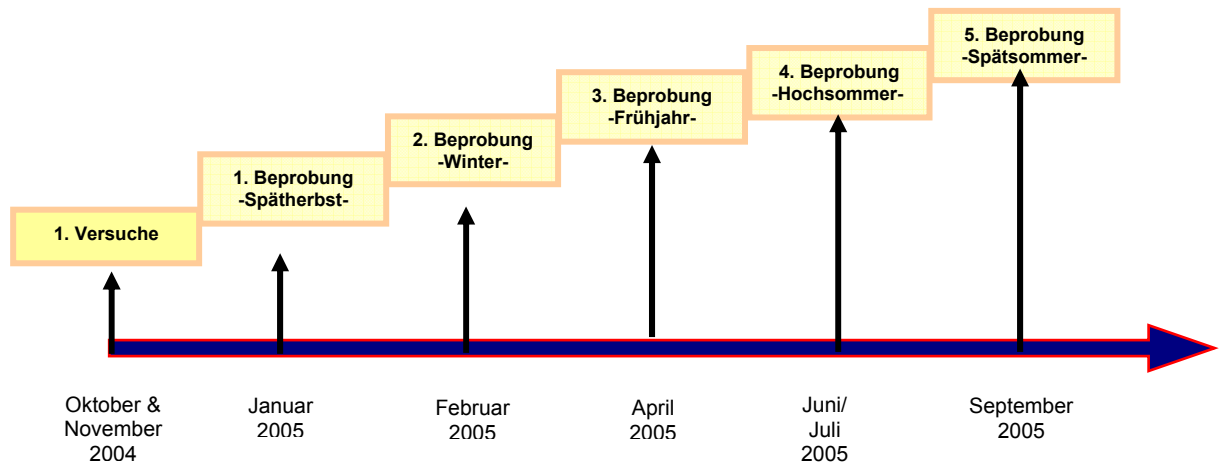 5. Beprobung
-Spätsommer-
4. Beprobung
-Hochsommer-
3. Beprobung
-Frühjahr-
2. Beprobung
-Winter-
1. Beprobung
-Spätherbst-
1. Versuche
Oktober &
November
2004
Januar
2005
Februar
2005
April
2005
Juni/
Juli
2005
September
2005